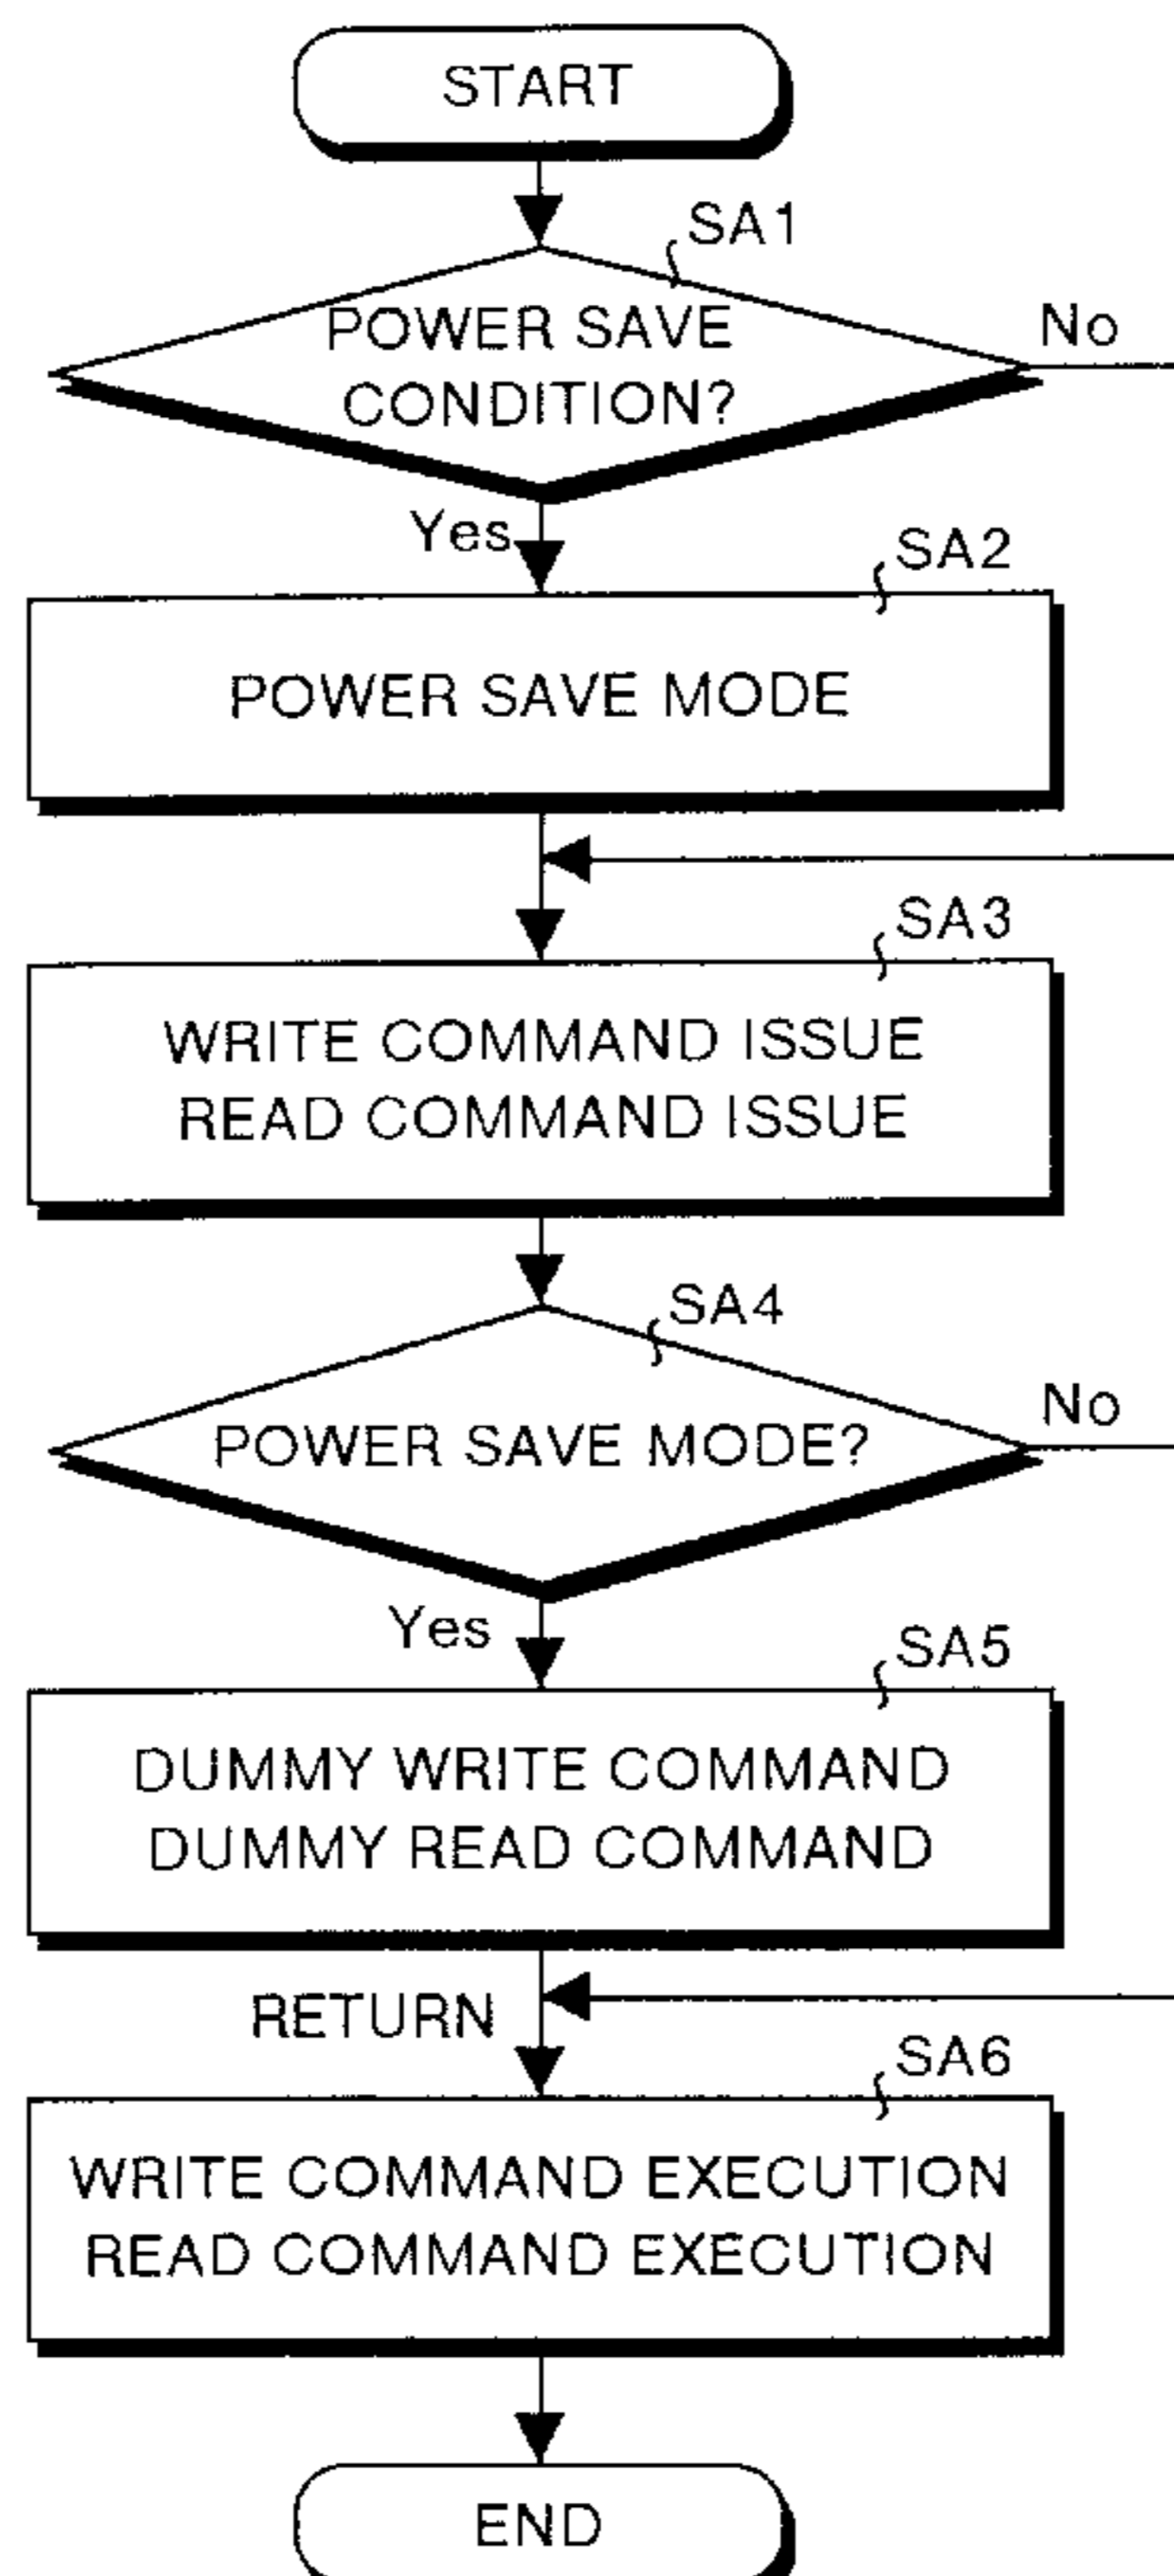 START
SA1
POWER SAVE
CONDITION?
No
Yes
SA2
POWER SAVE MODE
SA3
WRITE COMMAND ISSUE
READ COMMAND ISSUE
SA4
POWER SAVE MODE?
No
Yes
SA5
DUMMY WRITE COMMAND
DUMMY READ COMMAND
RETURN
SA6
WRITE COMMAND EXECUTION
READ COMMAND EXECUTION
END